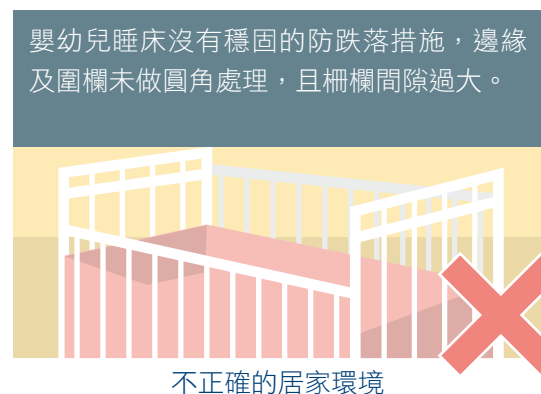 嬰幼兒睡床沒有穩固的防跌落措施，邊緣
及圍欄未做圓角處理，且柵欄間隙過大。
不正確的居家環境